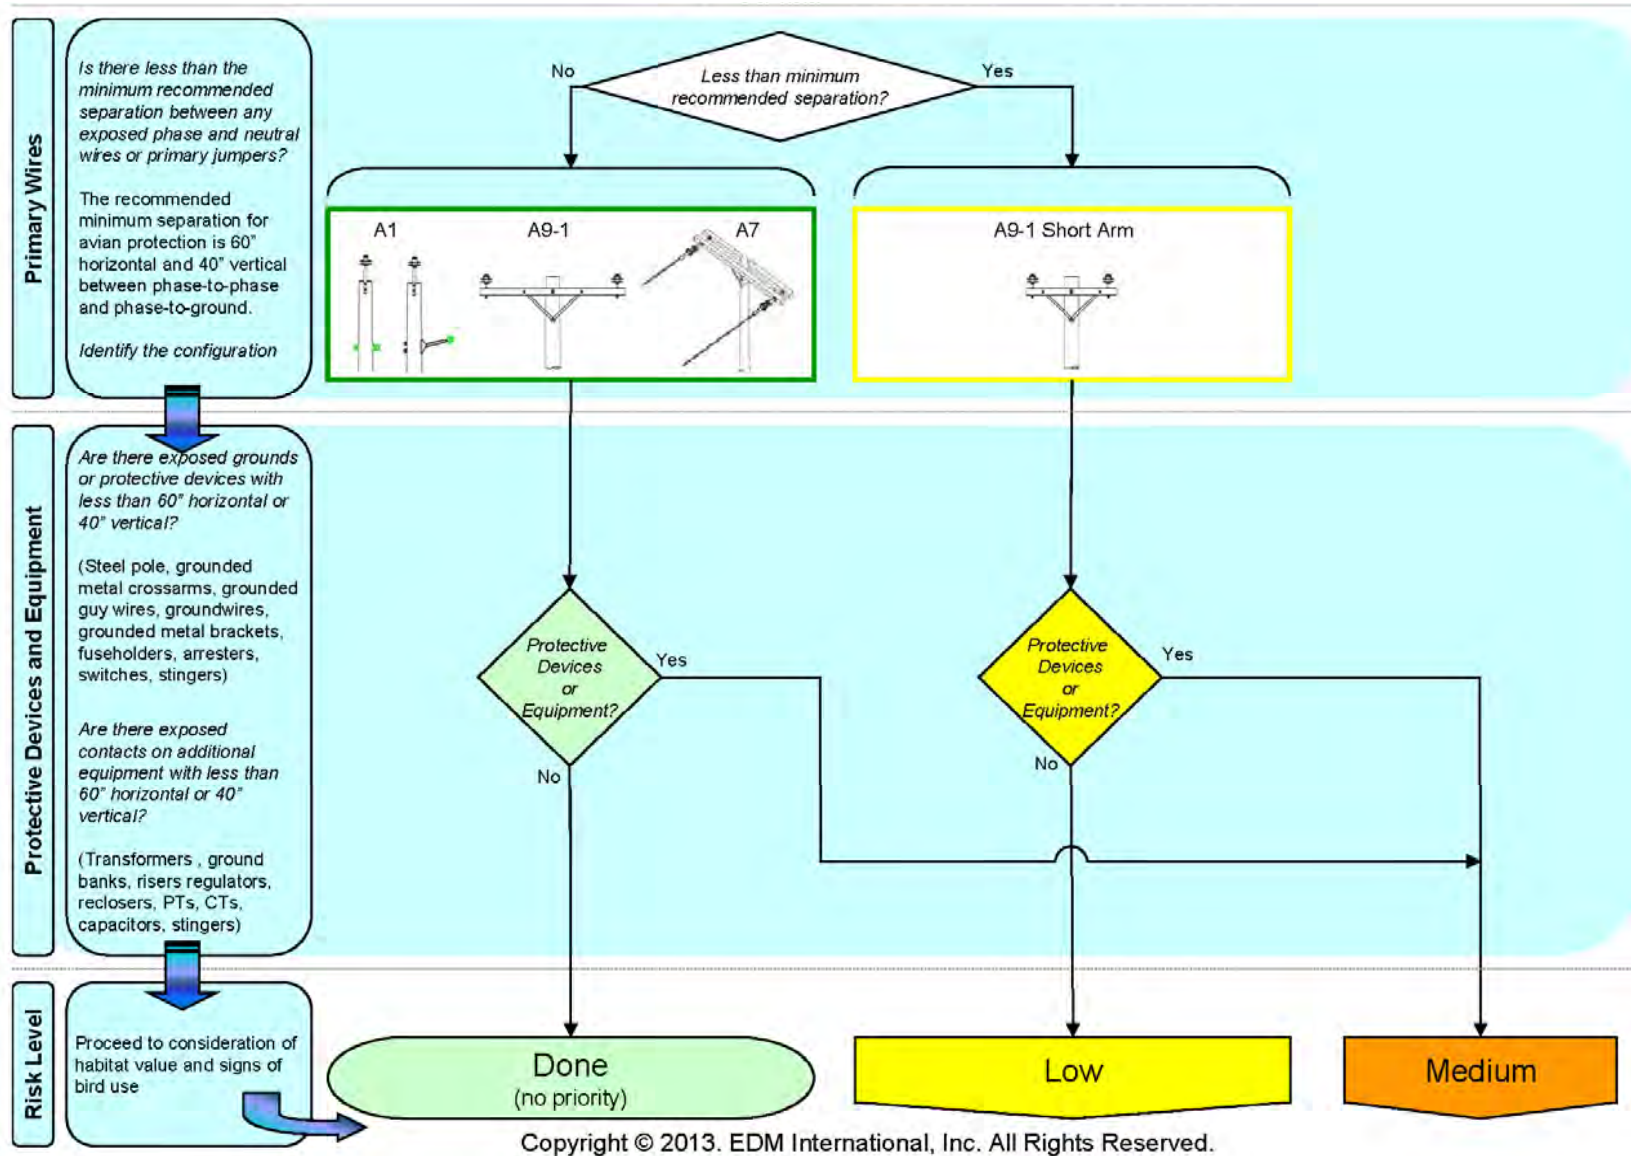 Primary Wires
Is there less than the
minimum recommended
separation between any
exposed phase and neutral
wires or primary jumpers?
The recommended
minimum separation for
avian protection is 60"
horizontal and 40" vertical
between phase-to-phase
and phase-to-ground.
Identify the configuration
Less than minimum
recommended separation?
No
Yes
A1
A9-1
A7
A9-1 Short Arm
Protective Devices and Equipment
Are there exposed grounds
or protective devices with
less than 60" horizontal or
40" vertical?
(Steel pole, grounded
metal crossarms, grounded
guy wires, groundwires,
grounded metal brackets,
fuseholders, arresters,
switches, stingers)
Are there exposed
contacts on additional
equipment with less than
60" horizontal or 40"
vertical?
(Transformers , ground
banks, risers regulators,
reclosers, PTs, CTs,
capacitors, stingers)
Protective
Devices
or
Equipment?
Yes
No
Protective
Devices
or
Equipment?
Yes
No
Risk Level
Proceed to consideration of
habitat value and signs of
bird use
Done
(no priority)
Low
Medium
Copyright © 2013. EDM International, Inc. All Rights Reserved.